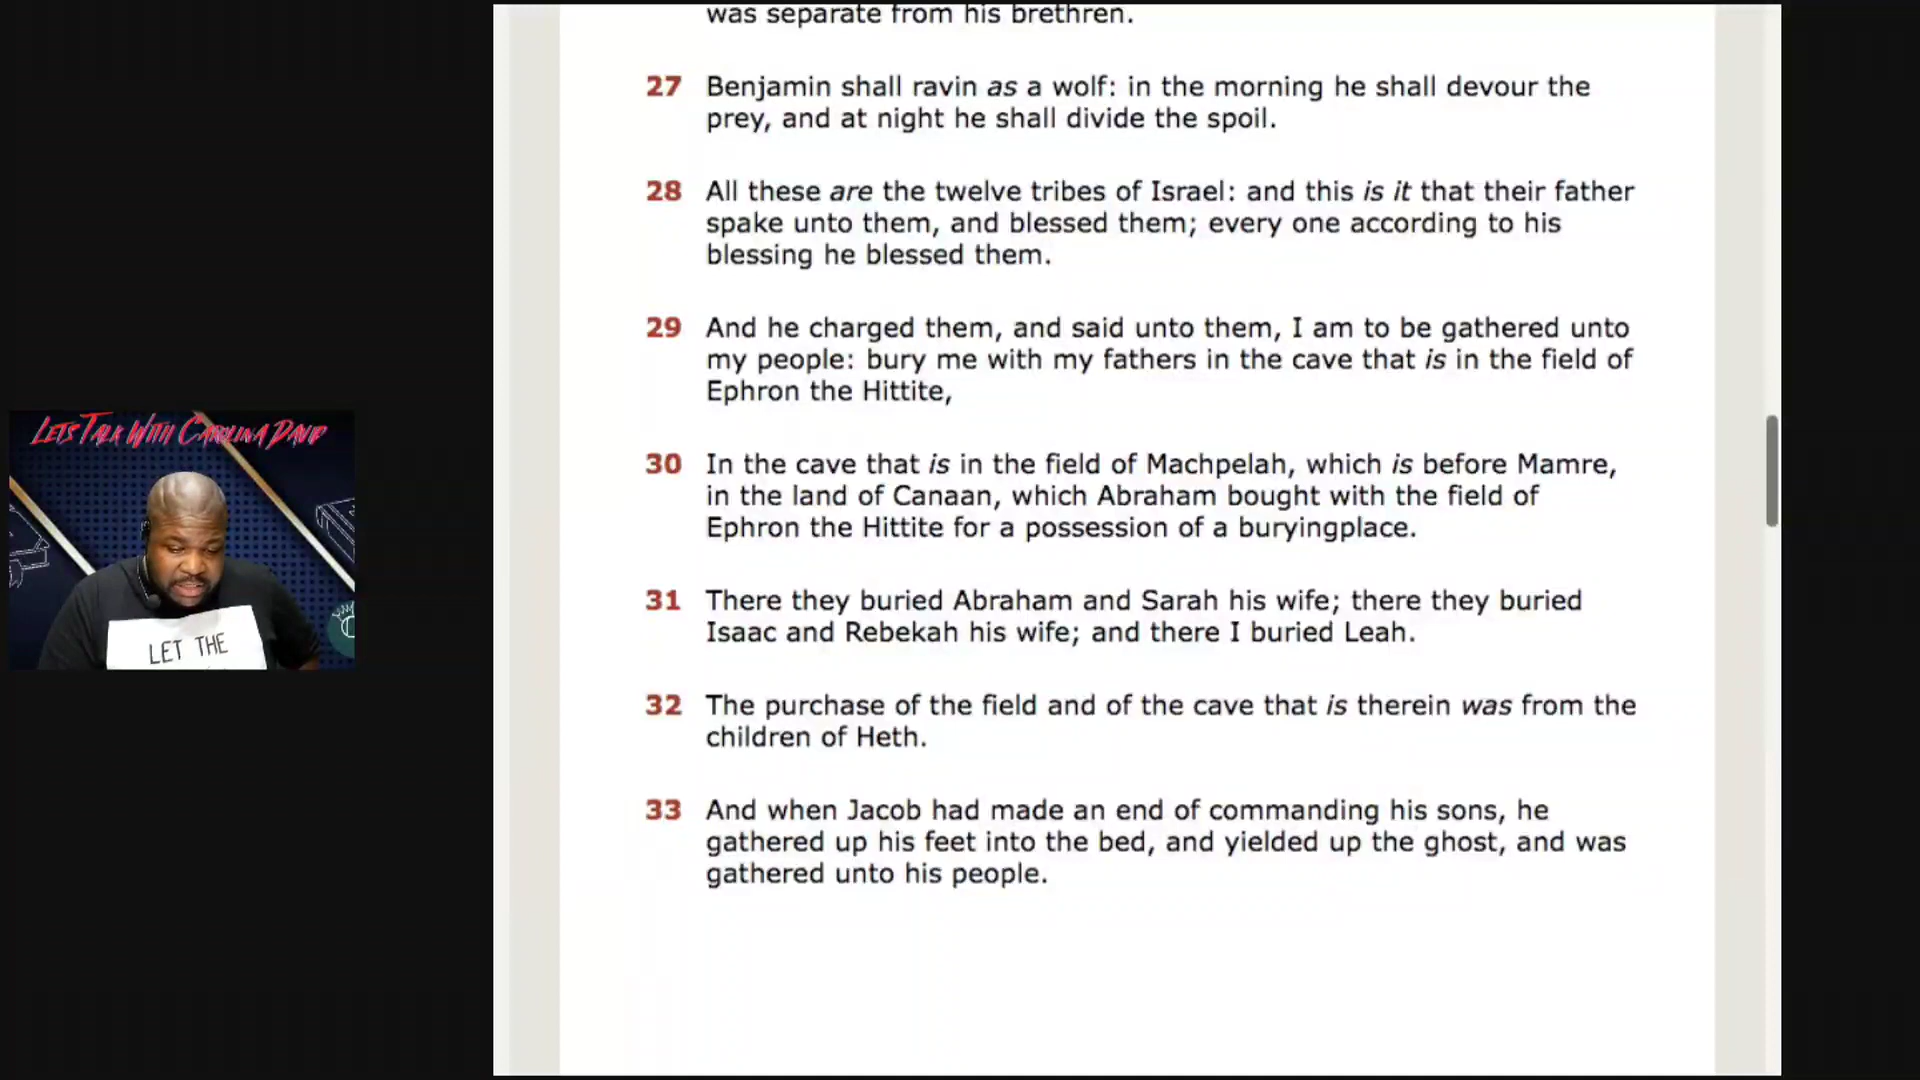 was separate from his brethren.
27 Benjamin shall ravin as a wolf: in the morning he shall devour the
prey, and at night he shall divide the spoil.
28 All these are the twelve tribes of Israel: and this is it that their father
spake unto them, and blessed them; every one according to his
blessing he blessed them.
29 And he charged them, and said unto them, I am to be gathered unto
my people: bury me with my fathers in the cave that is in the field of
Ephron the Hittite,
30 In the cave that is in the field of Machpelah, which is before Mamre,
in the land of Canaan, which Abraham bought with the field of
Ephron the Hittite for a possession of a buryingplace.
31 There they buried Abraham and Sarah his wife; there they buried
Isaac and Rebekah his wife; and there I buried Leah.
32 The purchase of the field and of the cave that is therein was from the
children of Heth.
33 And when Jacob had made an end of commanding his sons, he
gathered up his feet into the bed, and yielded up the ghost, and was
gathered unto his people.
LETS TALK WITH CAROLINA DAVID
LET THE